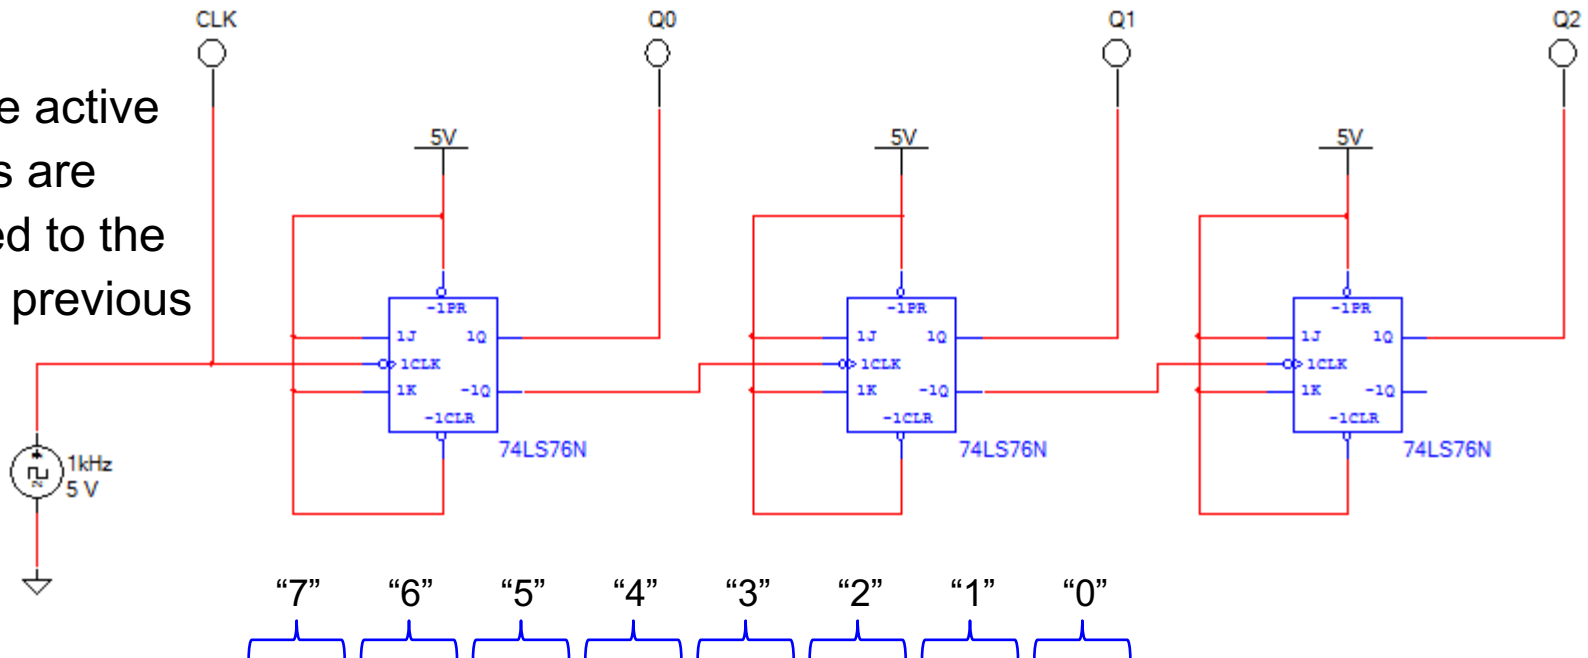 CLK
Q0
Q1
Q2
e active
s are
ed to the
previous
5V
5V
5V
-1PR
1J 1Q
1CLK
1K -1Q
-1CLR
74LS76N
-1PR
1J 1Q
1CLK
1K -1Q
-1CLR
74LS76N
-1PR
1J 1Q
1CLK
1K -1Q
-1CLR
74LS76N
1kHz
5 V
“7” “6” “5” “4” “3” “2” “1” “0”